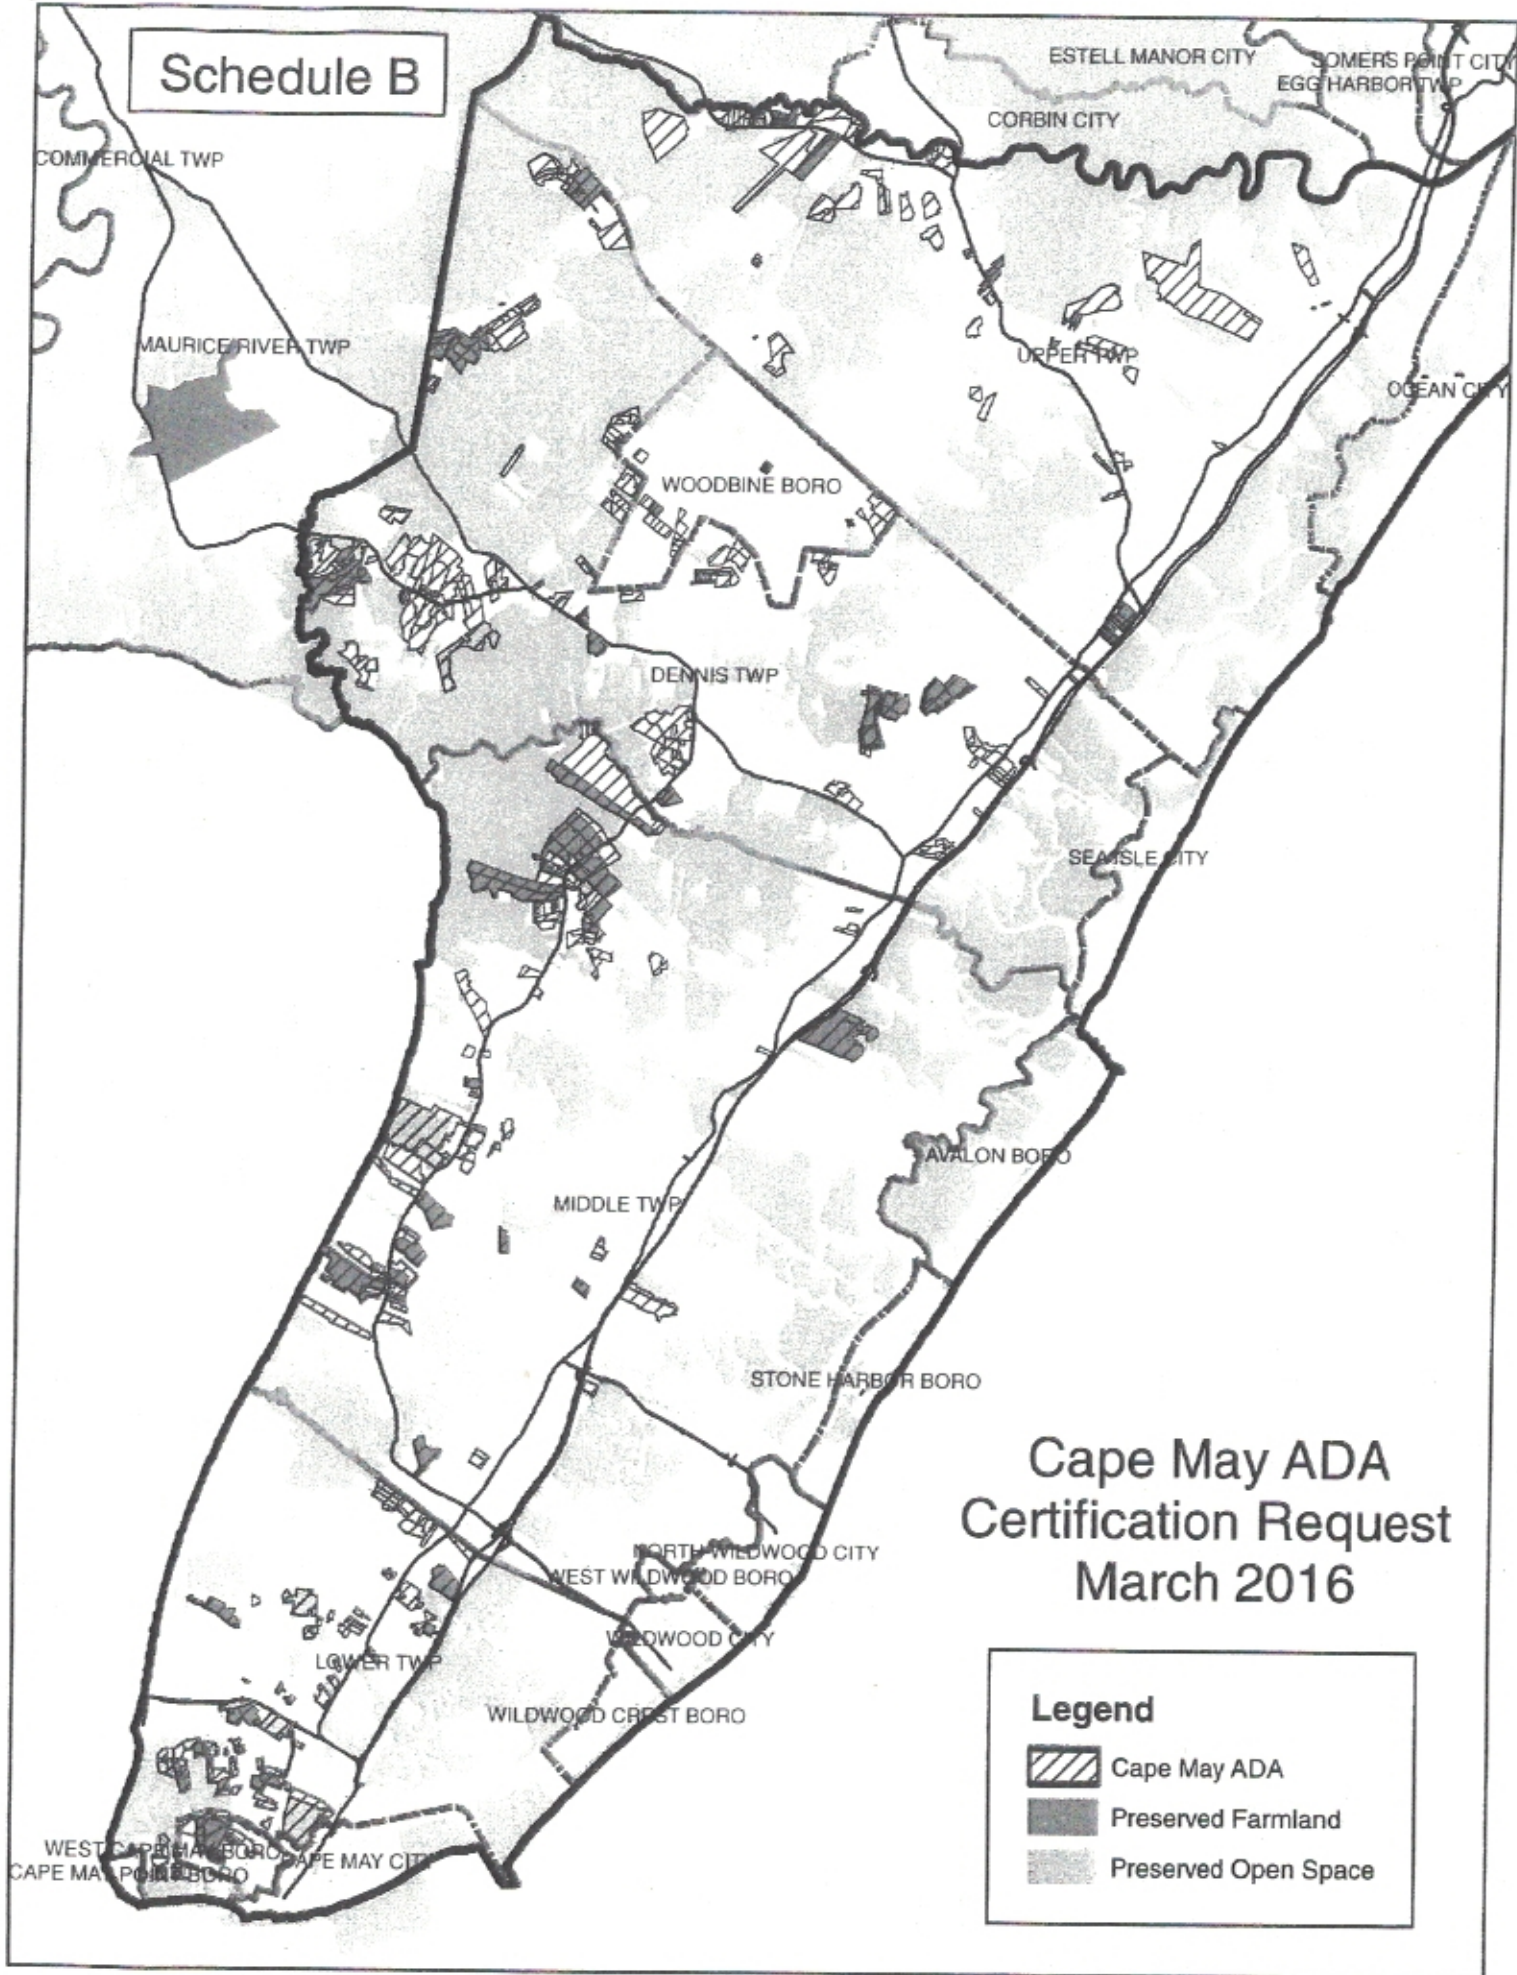 Schedule B
ESTELL MANOR CITY
SOMERS POINT CITY
EGG HARBOR TWP
CORBIN CITY
COMMERCIAL TWP
MAURICE RIVER TWP
UPPER TWP
OCEAN CITY
WOODBINE BORO
DENNIS TWP
SEA ISLE CITY
AVALON BORO
MIDDLE TWP
STONE HARBOR BORO
Cape May ADA
Certification Request
March 2016
NORTH WILDWOOD CITY
WEST WILDWOOD BORO
WILDWOOD CITY
LOWER TWP
WILDWOOD CREST BORO
Legend
Cape May ADA
Preserved Farmland
Preserved Open Space
WEST CAPE MAY BORO
CAPE MAY CITY
CAPE MAY POINT BORO